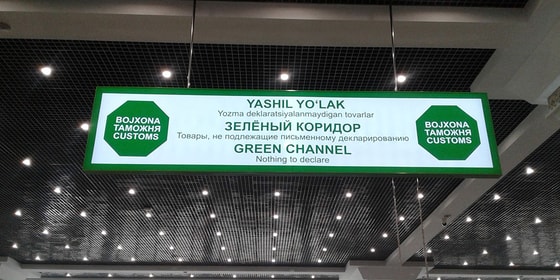 BOJXONA
ТАМОЖНЯ
CUSTOMS
YASHIL YO'LAK
Yozma deklaratsiyalanmaydigan tovarlar
ЗЕЛЁНЫЙ КОРИДОР
Товары, не подлежащие письменному декларированию
GREEN CHANNEL
Nothing to declare
BOJXONA
ТАМОЖНЯ
CUSTOMS